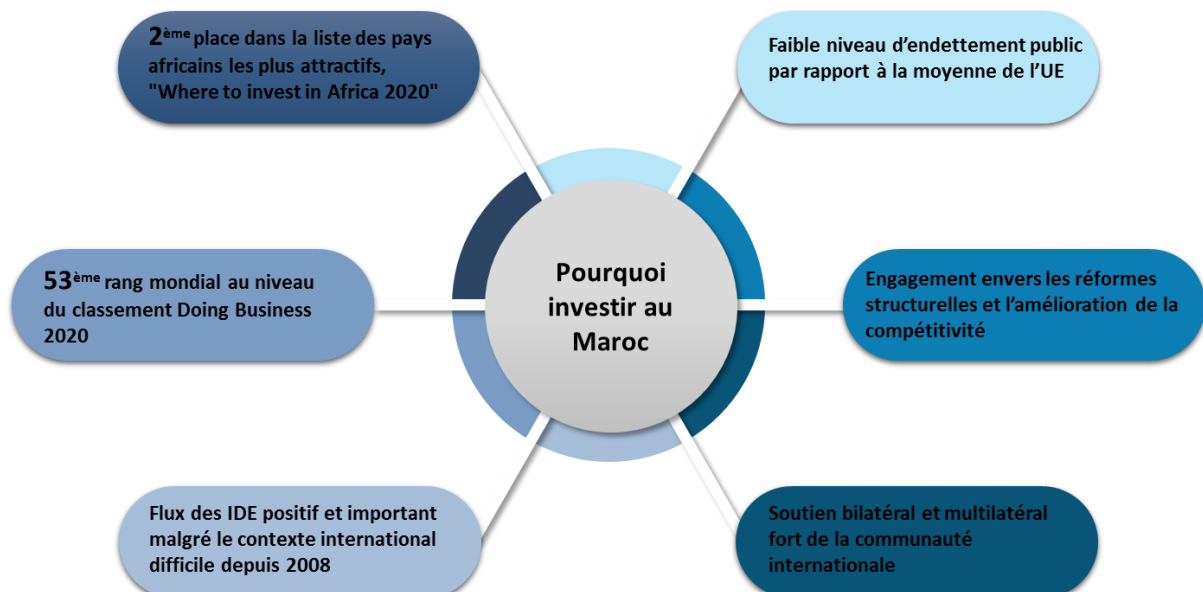 2ème place dans la liste des pays
africains les plus attractifs,
"Where to invest in Africa 2020"
Faible niveau d’endettement public
par rapport à la moyenne de l’UE
53ème rang mondial au niveau
du classement Doing Business
2020
Pourquoi
investir au
Maroc
Engagement envers les réformes
structurelles et l’amélioration de la
compétitivité
Flux des IDE positif et important
malgré le contexte international
difficile depuis 2008
Soutien bilatéral et multilatéral
fort de la communauté
internationale